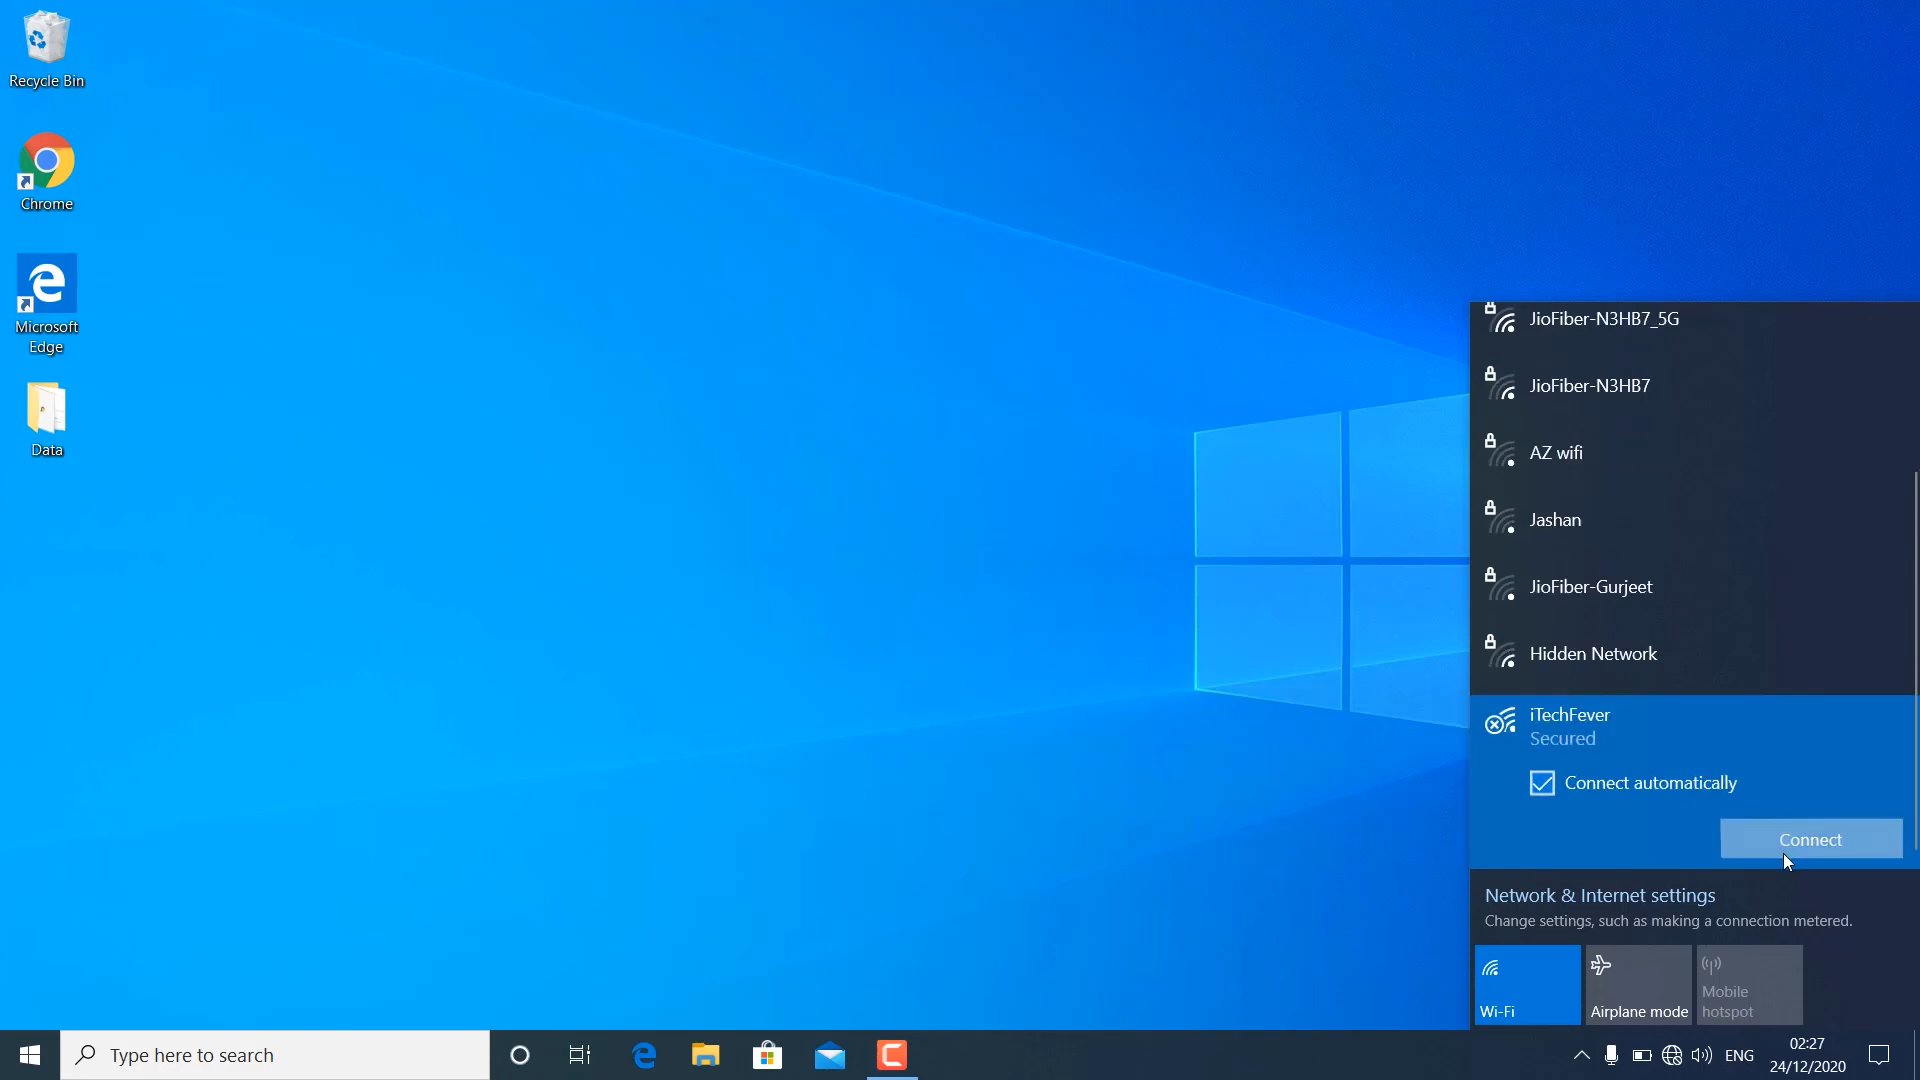 Recycle Bin
Chrome
Microsoft
Edge
Data
JioFiber-N3HB7_5G
JioFiber-N3HB7
AZ wifi
Jashan
JioFiber-Gurjeet
Hidden Network
iTechFever
Secured
Connect automatically
Connect
Network & Internet settings
Change settings, such as making a connection metered.
Wi-Fi
Airplane mode
Mobile
hotspot
Type here to search
ENG
02:27
24/12/2020